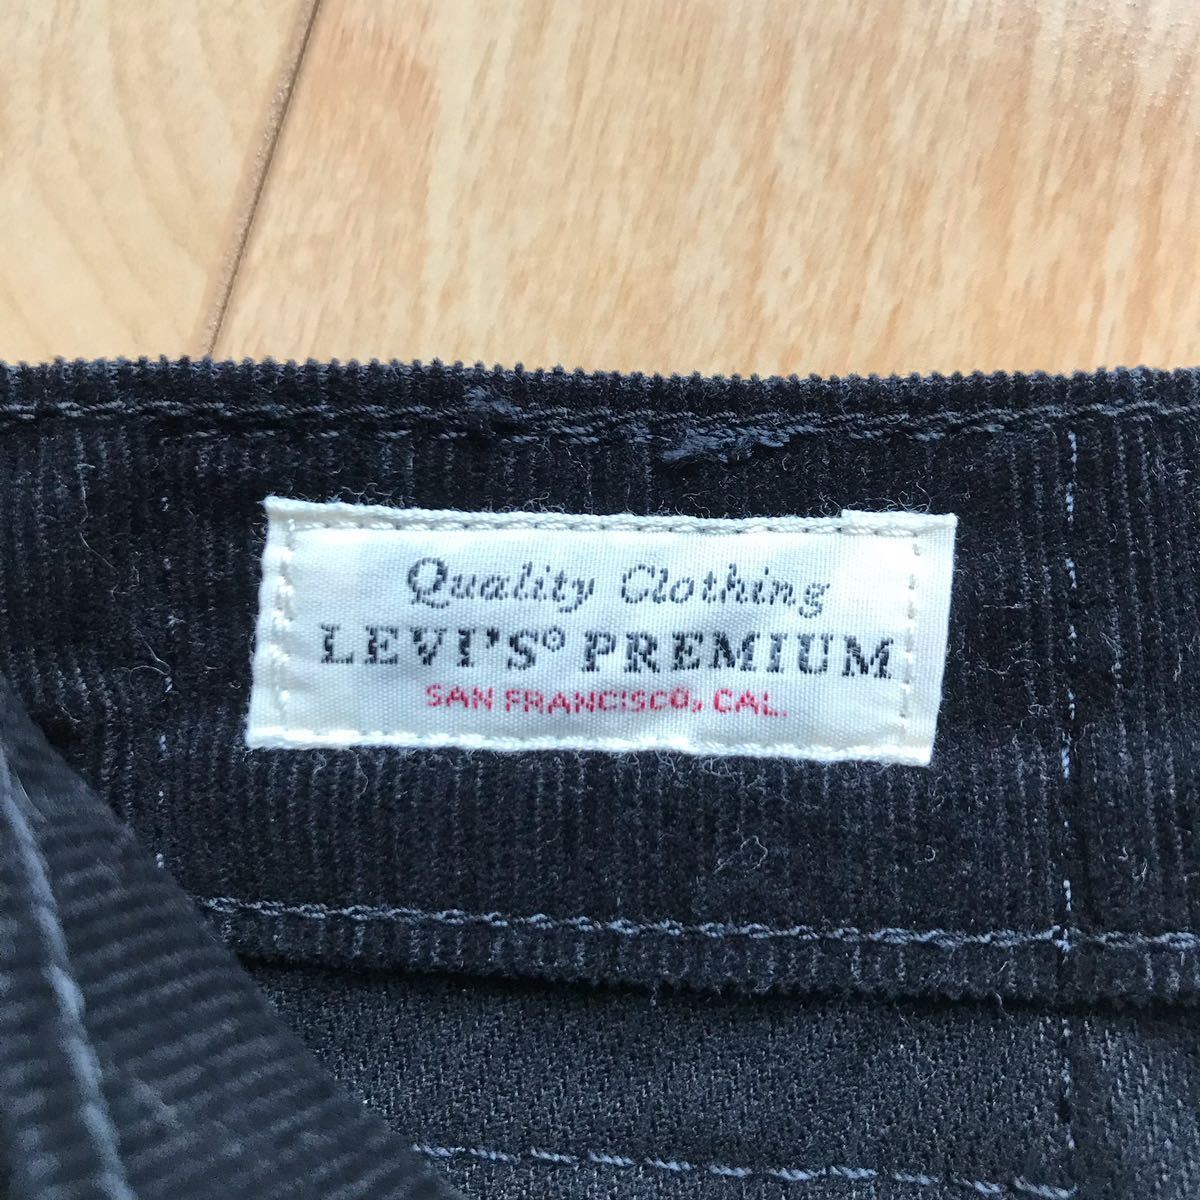 Quality Clothing
LEVI'S® PREMIUM
SAN FRANCISCO, CAL.